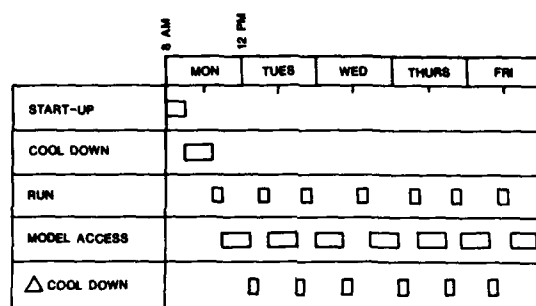 8 AM
12 PM
MON TUES WED THURS FRI
START-UP
COOL DOWN
RUN
MODEL ACCESS
△ COOL DOWN